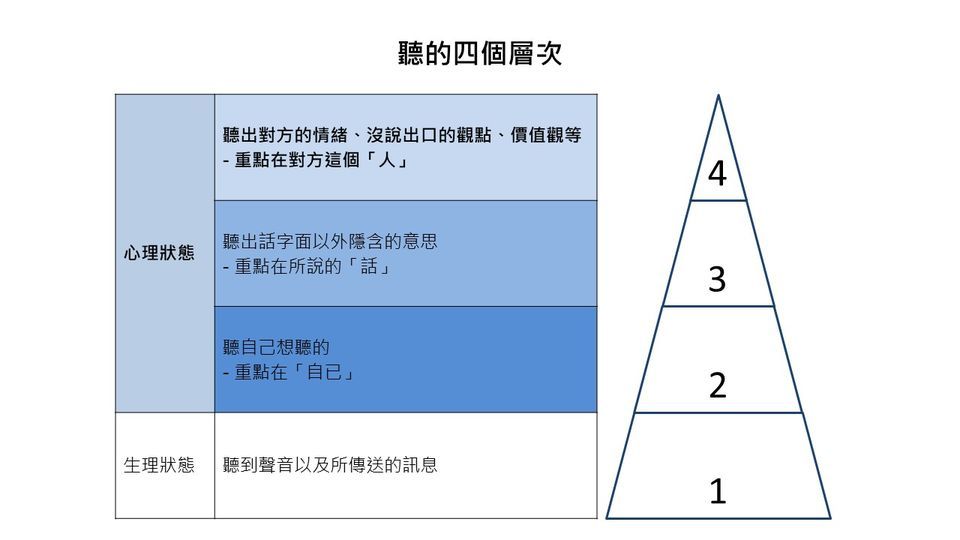 聽的四個層次
心理狀態
聽出對方的情緒、沒說出口的觀點、價值觀等
- 重點在對方這個「人」
4
聽出話字面以外隱含的意思
- 重點在所說的「話」
3
聽自己想聽的
- 重點在「自己」
2
生理狀態
聽到聲音以及所傳送的訊息
1